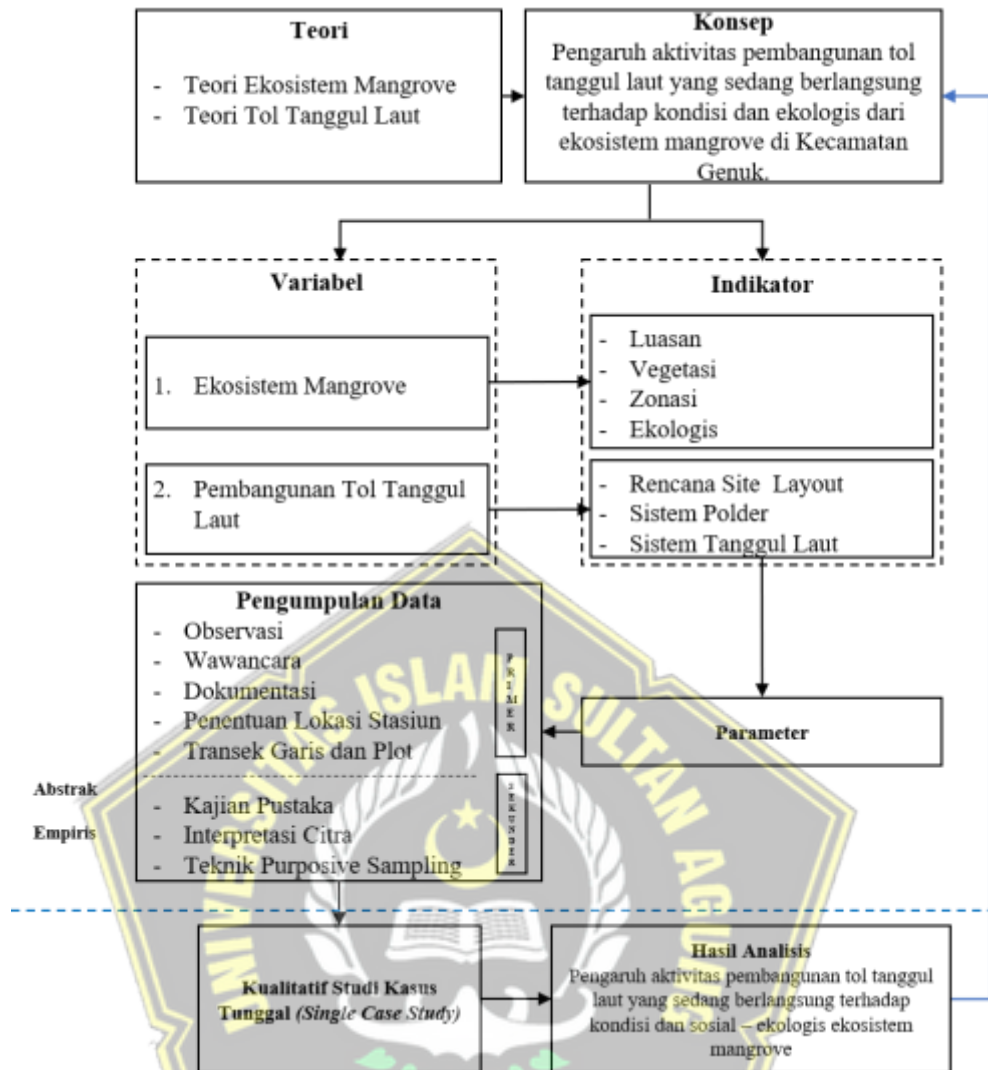 Teori
- Teori Ekosistem Mangrove
- Teori Tol Tanggul Laut
Konsep
Pengaruh aktivitas pembangunan tol
tanggul laut yang sedang berlangsung
terhadap kondisi dan ekologis dari
ekosistem mangrove di Kecamatan
Genuk.
Variabel
1. Ekosistem Mangrove
2. Pembangunan Tol Tanggul
Laut
Indikator
- Luasan
- Vegetasi
- Zonasi
- Ekologis
- Rencana Site Layout
- Sistem Polder
- Sistem Tanggul Laut
Parameter
Pengumpulan Data
- Observasi
- Wawancara
- Dokumentasi
- Penentuan Lokasi Stasiun
- Transek Garis dan Plot
PRIMER
- Kajian Pustaka
- Interpretasi Citra
- Teknik Purposive Sampling
SEKUNDER
Abstrak
Empiris
Kualitatif Studi Kasus
Tunggal (Single Case Study)
Hasil Analisis
Pengaruh aktivitas pembangunan tol tanggul
laut yang sedang berlangsung terhadap
kondisi dan sosial – ekologis ekosistem
mangrove
UNIVERSITAS ISLAM SULTAN AGUNG